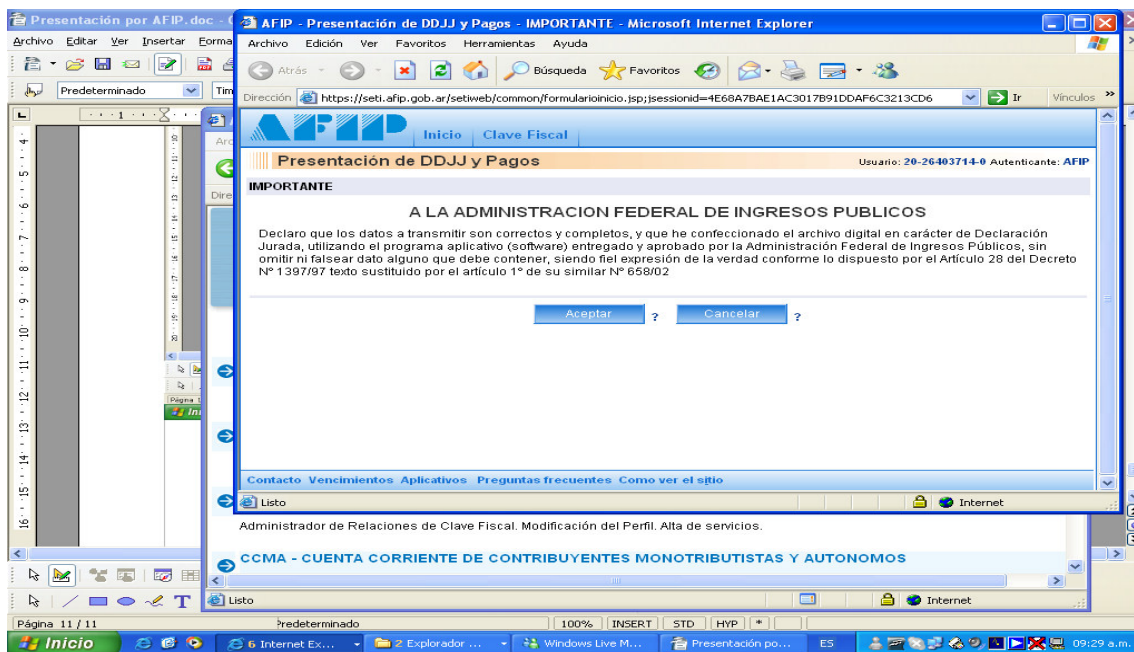 Presentación por AFIP.doc - O
Archivo Editar Ver Insertar Forma
Predeterminado Tim
AFIP - Presentación de DDJJ y Pagos - IMPORTANTE - Microsoft Internet Explorer
Archivo Edición Ver Favoritos Herramientas Ayuda
Atrás Búsqueda Favoritos
Dirección https://seti.afip.gob.ar/setiweb/common/formularioinicio.jsp;jsessionid=4E68A7BAE1AC3017B91DDAF6C3213CD6 Ir Vínculos
AFIP Inicio Clave Fiscal
Presentación de DDJJ y Pagos Usuario: 20-26403714-0 Autenticante: AFIP
IMPORTANTE
A LA ADMINISTRACION FEDERAL DE INGRESOS PUBLICOS
Declaro que los datos a transmitir son correctos y completos, y que he confeccionado el archivo digital en carácter de Declaración
Jurada, utilizando el programa aplicativo (software) entregado y aprobado por la Administración Federal de Ingresos Públicos, sin
omitir ni falsear dato alguno que debe contener, siendo fiel expresión de la verdad conforme lo dispuesto por el Artículo 28 del Decreto
Nº 1397/97 texto sustituido por el artículo 1º de su similar Nº 658/02
Aceptar ? Cancelar ?
Contacto Vencimientos Aplicativos Preguntas frecuentes Como ver el sitio
Listo Internet
Administrador de Relaciones de Clave Fiscal. Modificación del Perfil. Alta de servicios.
CCMA - CUENTA CORRIENTE DE CONTRIBUYENTES MONOTRIBUTISTAS Y AUTONOMOS
Listo Internet
Página 11 / 11 Predeterminado 100% INSERT STD HYP *
Inicio 6 Internet Ex... 2 Explorador ... Windows Live M... Presentación po... ES 09:29 a.m.